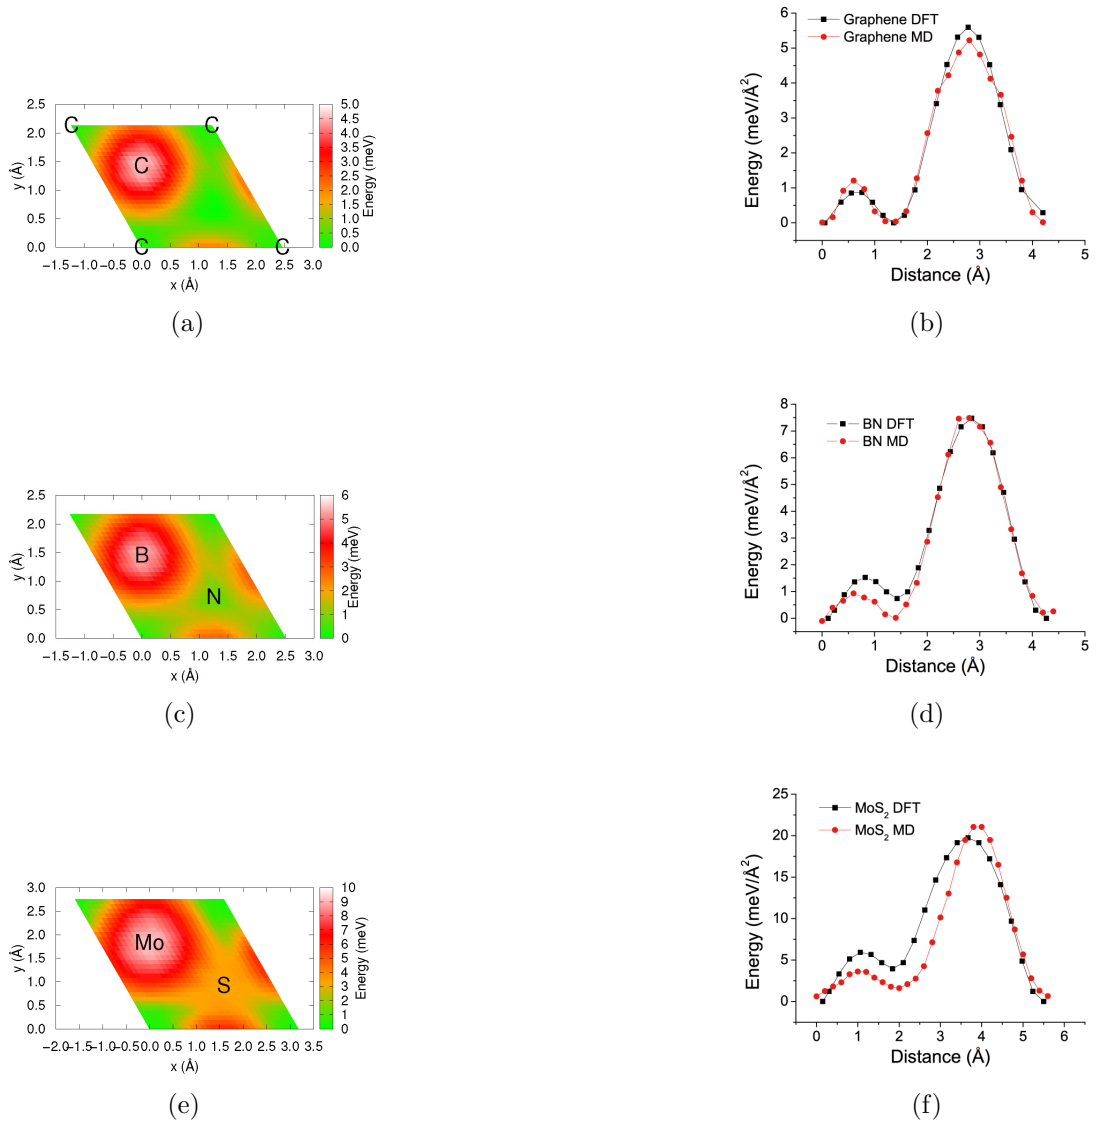 Graphene DFT
Graphene MD
6
5
4
3
2
1
0
Energy (meV/Å²)
0 1 2 3 4 5
Distance (Å)
2.5
2.0
1.5
1.0
0.5
0.0
y (Å)
C C
C
C C
−1.5 −1.0 −0.5 0.0 0.5 1.0 1.5 2.0 2.5 3.0
x (Å)
5.0
4.5
4.0
3.5
3.0
2.5
2.0
1.5
1.0
0.5
0.0
Energy (meV)
(a) (b)
BN DFT
BN MD
8
7
6
5
4
3
2
1
0
Energy (meV/Å²)
0 1 2 3 4 5
Distance (Å)
2.5
2.0
1.5
1.0
0.5
0.0
y (Å)
B
N
−1.5 −1.0 −0.5 0.0 0.5 1.0 1.5 2.0 2.5 3.0
x (Å)
6
5
4
3
2
1
0
Energy (meV)
(c) (d)
MoS₂ DFT
MoS₂ MD
25
20
15
10
5
0
Energy (meV/Å²)
0 1 2 3 4 5 6
Distance (Å)
3.0
2.5
2.0
1.5
1.0
0.5
0.0
y (Å)
Mo
S
−2.0 −1.5 −1.0 −0.5 0.0 0.5 1.0 1.5 2.0 2.5 3.0 3.5
x (Å)
10
9
8
7
6
5
4
3
2
1
0
Energy (meV)
(e) (f)